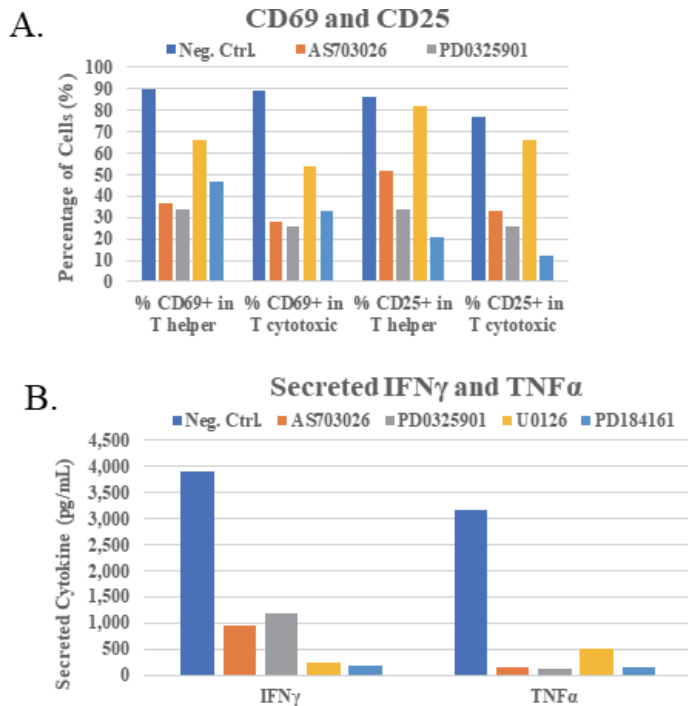 A.
CD69 and CD25
Neg. Ctrl. AS703026 PD0325901
Percentage of Cells (%)
100
90
80
70
60
50
40
30
20
10
0
% CD69+ in T helper
% CD69+ in T cytotoxic
% CD25+ in T helper
% CD25+ in T cytotoxic
B.
Secreted IFNγ and TNFα
Neg. Ctrl. AS703026 PD0325901 U0126 PD184161
Secreted Cytokine (pg/mL)
4,500
4,000
3,500
3,000
2,500
2,000
1,500
1,000
500
0
IFNγ TNFα